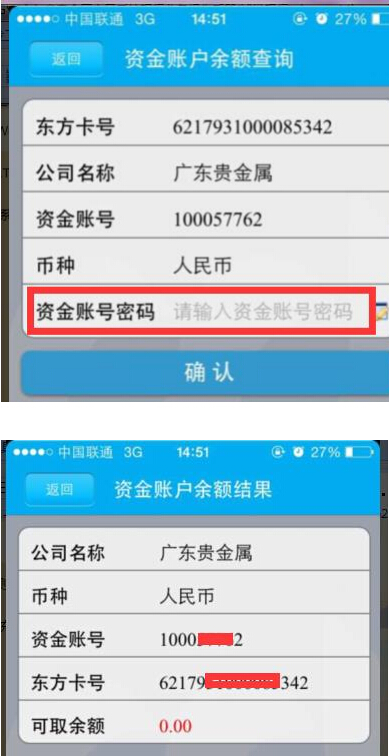 中国联通 3G 14:51 27%
返回 资金账户余额查询
东方卡号 6217931000085342
公司名称 广东贵金属
资金账号 100057762
币种 人民币
资金账号密码 请输入资金账号密码
确认
中国联通 3G 14:51 27%
返回 资金账户余额结果
公司名称 广东贵金属
币种 人民币
资金账号 1000 2
东方卡号 62179 342
可取余额 0.00